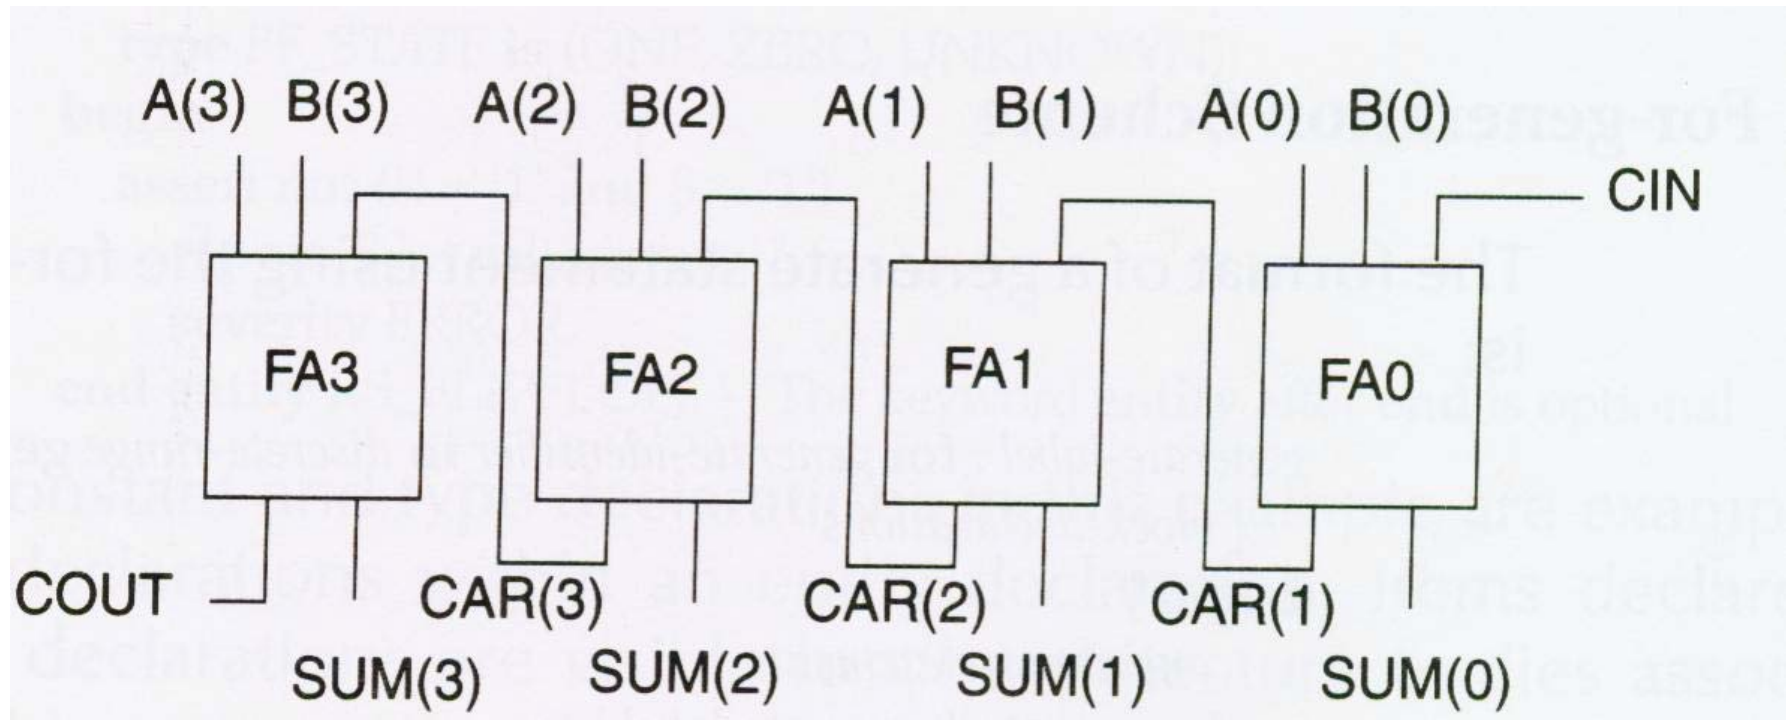 A(3) B(3) A(2) B(2) A(1) B(1) A(0) B(0)
CIN
FA3 FA2 FA1 FA0
COUT CAR(3) CAR(2) CAR(1)
SUM(3) SUM(2) SUM(1) SUM(0)